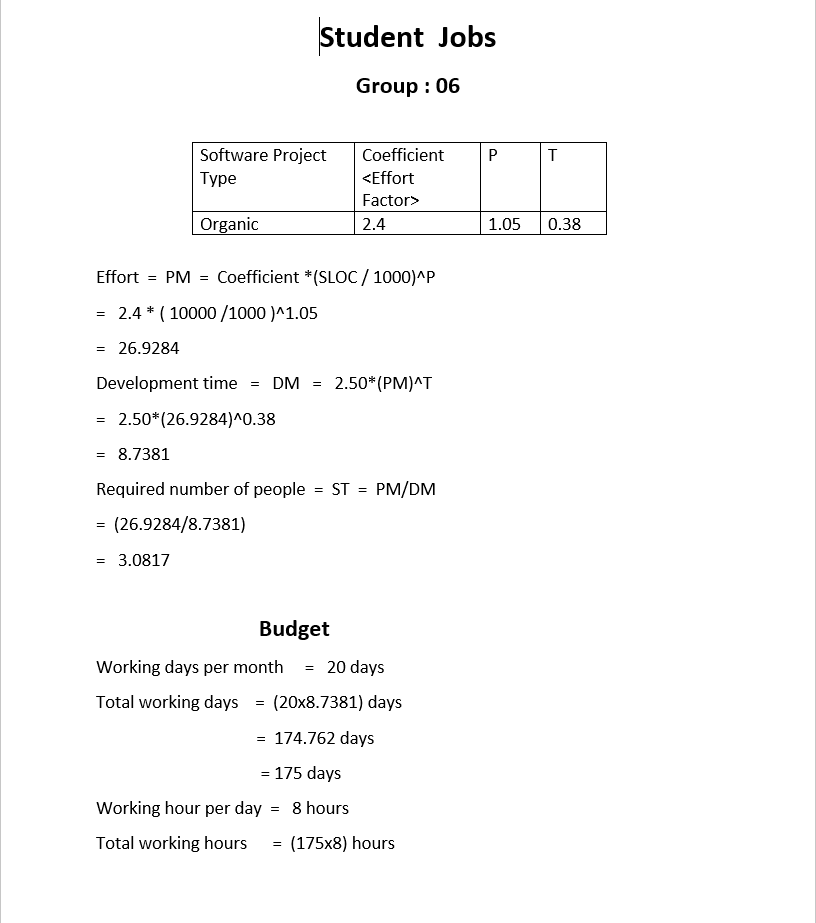 Student Jobs
Group : 06
Software Project Type
Coefficient <Effort Factor>
P
T
Organic
2.4
1.05
0.38
Effort = PM = Coefficient *(SLOC / 1000)^P
= 2.4 * ( 10000 /1000 )^1.05
= 26.9284
Development time = DM = 2.50*(PM)^T
= 2.50*(26.9284)^0.38
= 8.7381
Required number of people = ST = PM/DM
= (26.9284/8.7381)
= 3.0817
Budget
Working days per month = 20 days
Total working days = (20x8.7381) days
= 174.762 days
= 175 days
Working hour per day = 8 hours
Total working hours = (175x8) hours